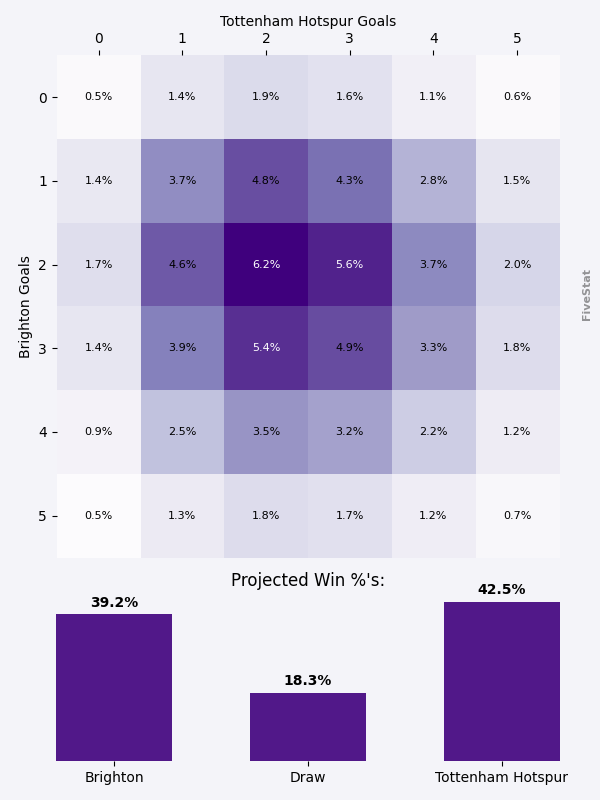 Tottenham Hotspur Goals
0 1 2 3 4 5
Brighton Goals
0 0.5% 1.4% 1.9% 1.6% 1.1% 0.6%
1 1.4% 3.7% 4.8% 4.3% 2.8% 1.5%
2 1.7% 4.6% 6.2% 5.6% 3.7% 2.0%
3 1.4% 3.9% 5.4% 4.9% 3.3% 1.8%
4 0.9% 2.5% 3.5% 3.2% 2.2% 1.2%
5 0.5% 1.3% 1.8% 1.7% 1.2% 0.7%
FiveStat
Projected Win %'s:
39.2% 18.3% 42.5%
Brighton Draw Tottenham Hotspur